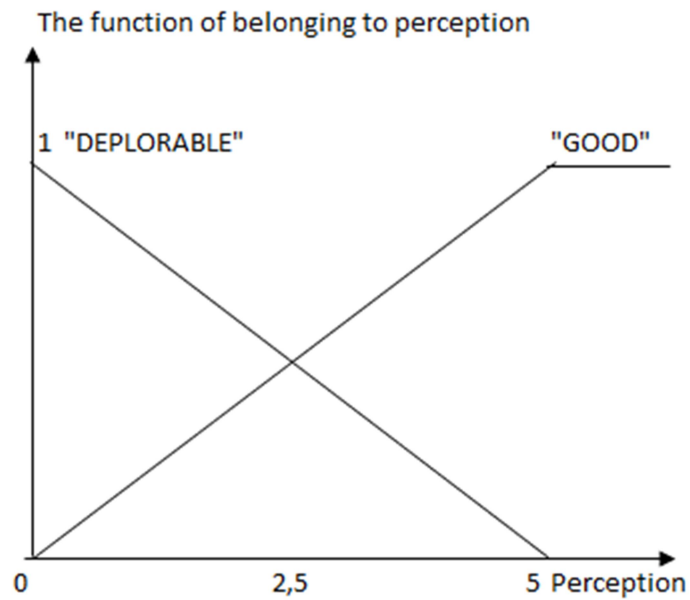 The function of belonging to perception
1 "DEPLORABLE" "GOOD"
0 2,5 5 Perception